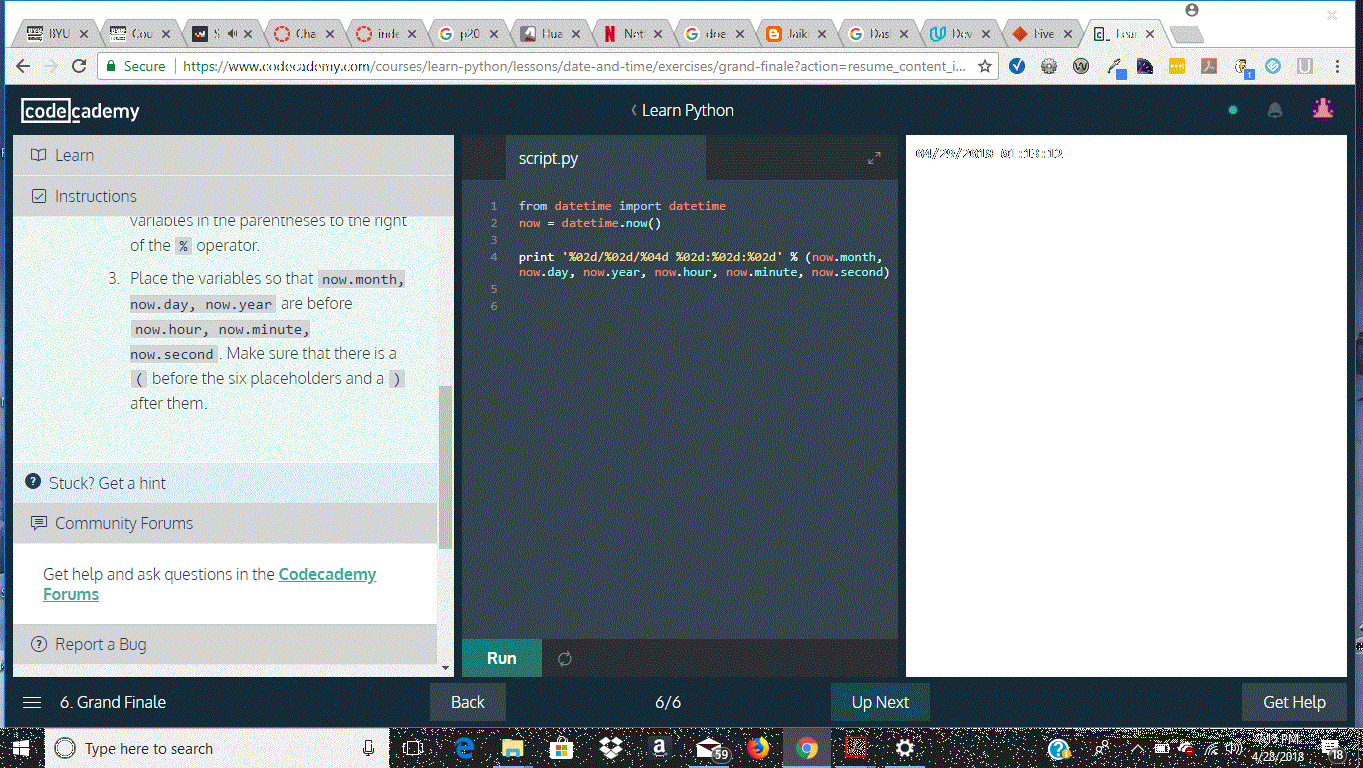 BYU
Cou
S
Cha
inde
p20
Hua
Net
Jaik
Das
Dev
Five
Lear
Secure
https://www.codecademy.com/courses/learn-python/lessons/date-and-time/exercises/grand-finale?action=resume_content_i...
codecademy
Learn Python
Learn
Instructions
variables in the parentheses to the right
of the % operator.
3. Place the variables so that now.month,
now.day, now.year are before
now.hour, now.minute,
now.second. Make sure that there is a
( before the six placeholders and a )
after them.
Stuck? Get a hint
Community Forums
Get help and ask questions in the Codecademy
Forums
Report a Bug
script.py
1 from datetime import datetime
2 now = datetime.now()
3
4 print '%02d/%02d/%04d %02d:%02d:%02d' % (now.month,
now.day, now.year, now.hour, now.minute, now.second)
5
6
Run
04/29/2018 01:13:12
6. Grand Finale
Back
6/6
Up Next
Get Help
Type here to search
59
4/28/2018
18